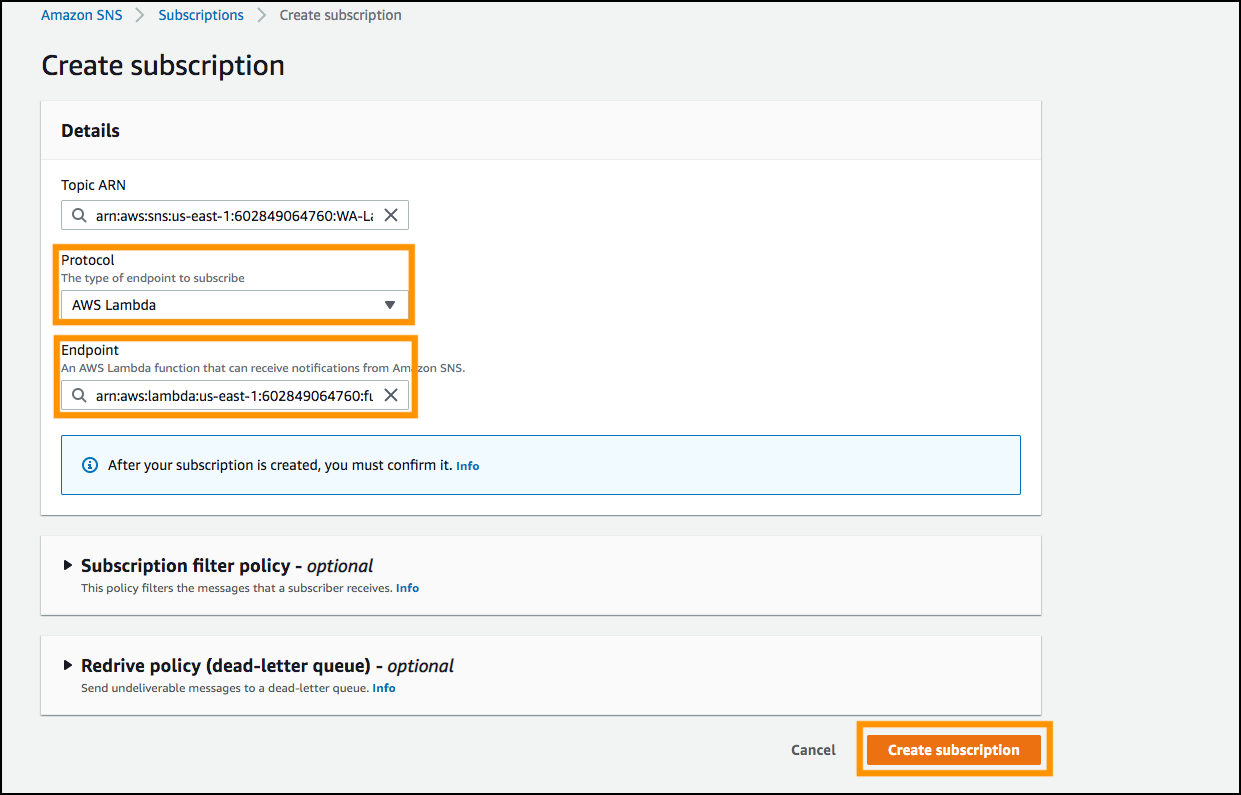 Amazon SNS > Subscriptions > Create subscription
Create subscription
Details
Topic ARN
arn:aws:sns:us-east-1:602849064760:WA-La
Protocol
The type of endpoint to subscribe
AWS Lambda
Endpoint
An AWS Lambda function that can receive notifications from Amazon SNS.
arn:aws:lambda:us-east-1:602849064760:fu
After your subscription is created, you must confirm it. Info
Subscription filter policy - optional
This policy filters the messages that a subscriber receives. Info
Redrive policy (dead-letter queue) - optional
Send undeliverable messages to a dead-letter queue. Info
Cancel Create subscription